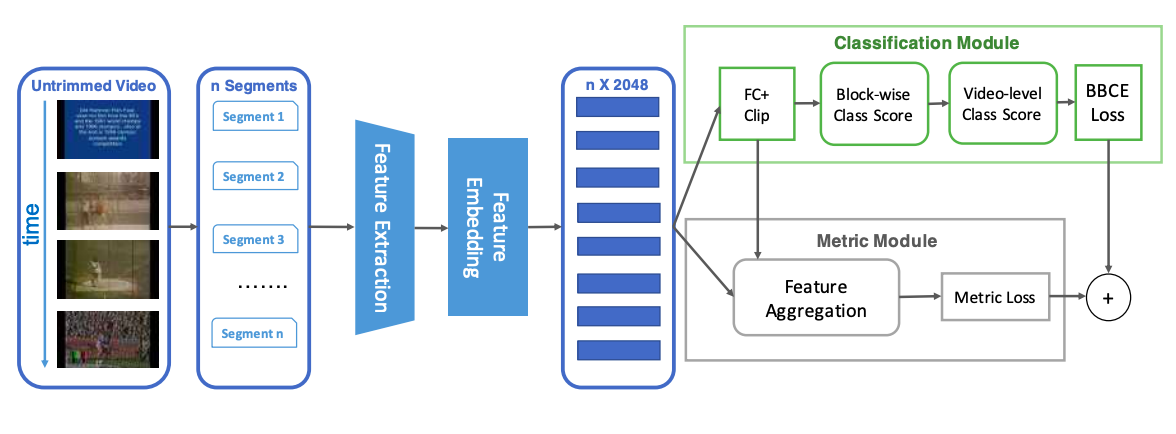 Untrimmed Video
time
n Segments
Segment 1
Segment 2
Segment 3
.......
Segment n
Feature Extraction
Feature
Embedding
n X 2048
Classification Module
FC+
Clip
Block-wise
Class Score
Video-level
Class Score
BBCE
Loss
Metric Module
Feature
Aggregation
Metric Loss
+